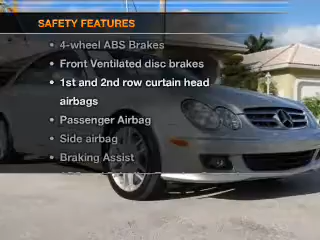 SAFETY FEATURES
• 4-wheel ABS Brakes
• Front Ventilated disc brakes
• 1st and 2nd row curtain head
airbags
• Passenger Airbag
• Side airbag
• Braking Assist